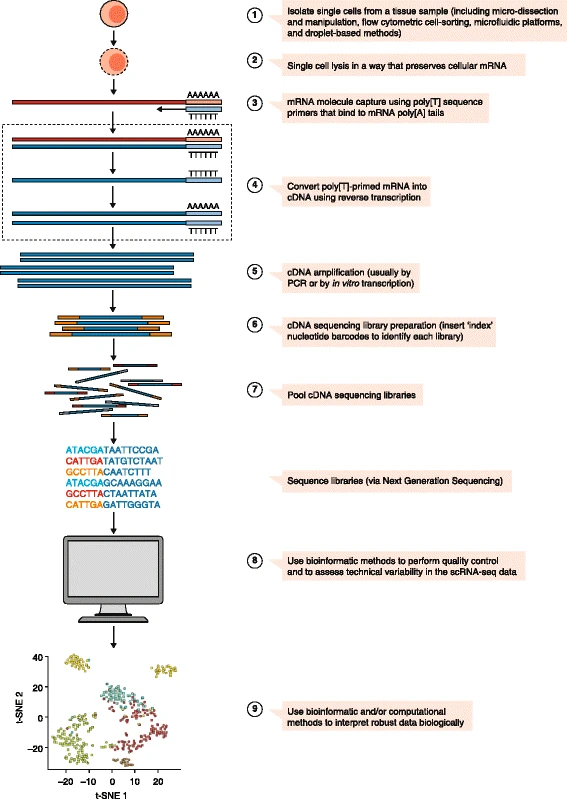 1
Isolate single cells from a tissue sample (including micro-dissection
and manipulation, flow cytometric cell-sorting, microfluidic platforms,
and droplet-based methods)
2
Single cell lysis in a way that preserves cellular mRNA
AAAAAA
TTTTTT
3
mRNA molecule capture using poly[T] sequence
primers that bind to mRNA poly[A] tails
AAAAAA
TTTTTT
TTTTTT
AAAAAA
TTTTTT
4
Convert poly[T]-primed mRNA into
cDNA using reverse transcription
5
cDNA amplification (usually by
PCR or by in vitro transcription)
6
cDNA sequencing library preparation (insert ‘index’
nucleotide barcodes to identify each library)
7
Pool cDNA sequencing libraries
ATACGATAATTCCGA
CATTGATATGTCTAAT
GCCTTACAATCTTT
ATACGAGCAAAGGAA
GCCTTACTAATTATA
CATTGAGATTGGGTA
Sequence libraries (via Next Generation Sequencing)
8
Use bioinformatic methods to perform quality control
and to assess technical variability in the scRNA-seq data
40
20
0
−20
t-SNE 2
−20 −10 0 10 20
t-SNE 1
9
Use bioinformatic and/or computational
methods to interpret robust data biologically